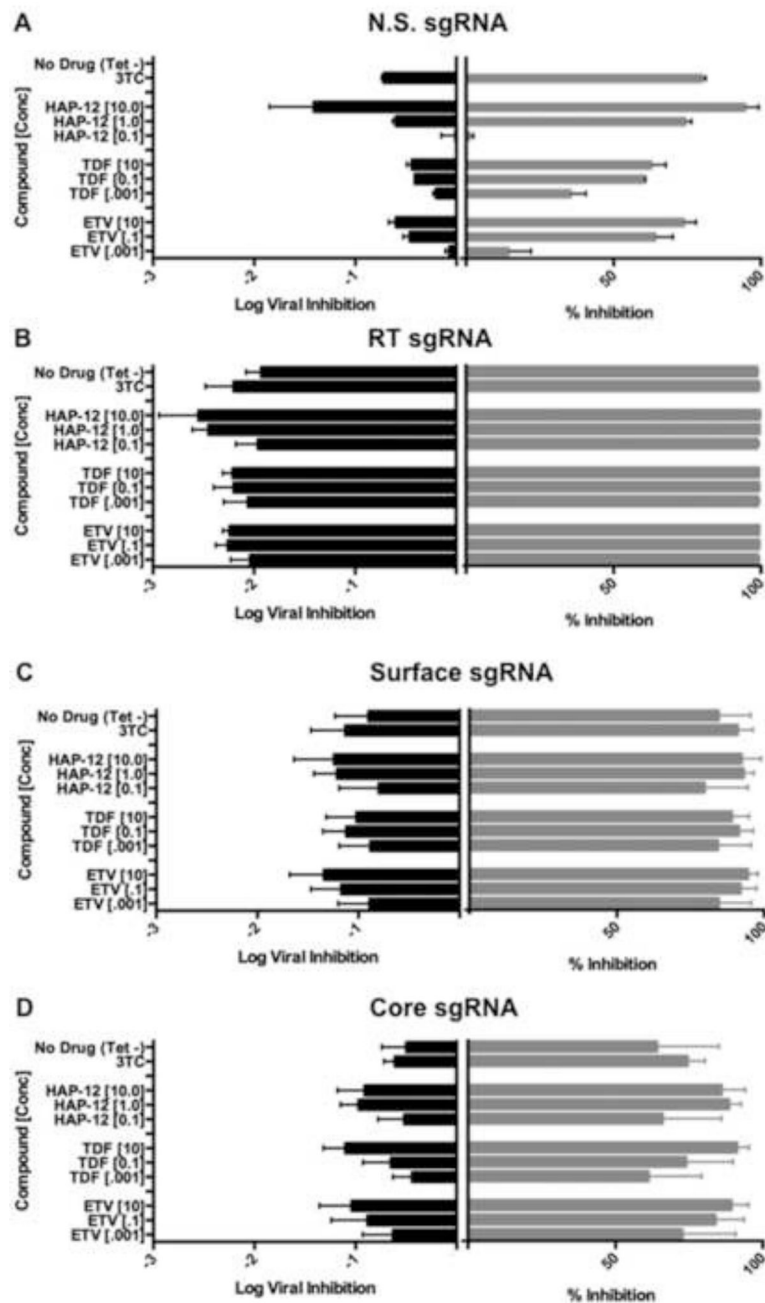 A N.S. sgRNA
Compound [Conc]
No Drug (Tet -)
3TC
HAP-12 [10.0]
HAP-12 [1.0]
HAP-12 [0.1]
TDF [10]
TDF [0.1]
TDF [.001]
ETV [10]
ETV [.1]
ETV [.001]
-3 -2 -1 50 100
Log Viral Inhibition % Inhibition
B RT sgRNA
Compound [Conc]
No Drug (Tet -)
3TC
HAP-12 [10.0]
HAP-12 [1.0]
HAP-12 [0.1]
TDF [10]
TDF [0.1]
TDF [.001]
ETV [10]
ETV [.1]
ETV [.001]
-3 -2 -1 50 100
Log Viral Inhibition % Inhibition
C Surface sgRNA
Compound [Conc]
No Drug (Tet -)
3TC
HAP-12 [10.0]
HAP-12 [1.0]
HAP-12 [0.1]
TDF [10]
TDF [0.1]
TDF [.001]
ETV [10]
ETV [.1]
ETV [.001]
-3 -2 -1 50 100
Log Viral Inhibition % Inhibition
D Core sgRNA
Compound [Conc]
No Drug (Tet -)
3TC
HAP-12 [10.0]
HAP-12 [1.0]
HAP-12 [0.1]
TDF [10]
TDF [0.1]
TDF [.001]
ETV [10]
ETV [.1]
ETV [.001]
-3 -2 -1 50 100
Log Viral Inhibition % Inhibition